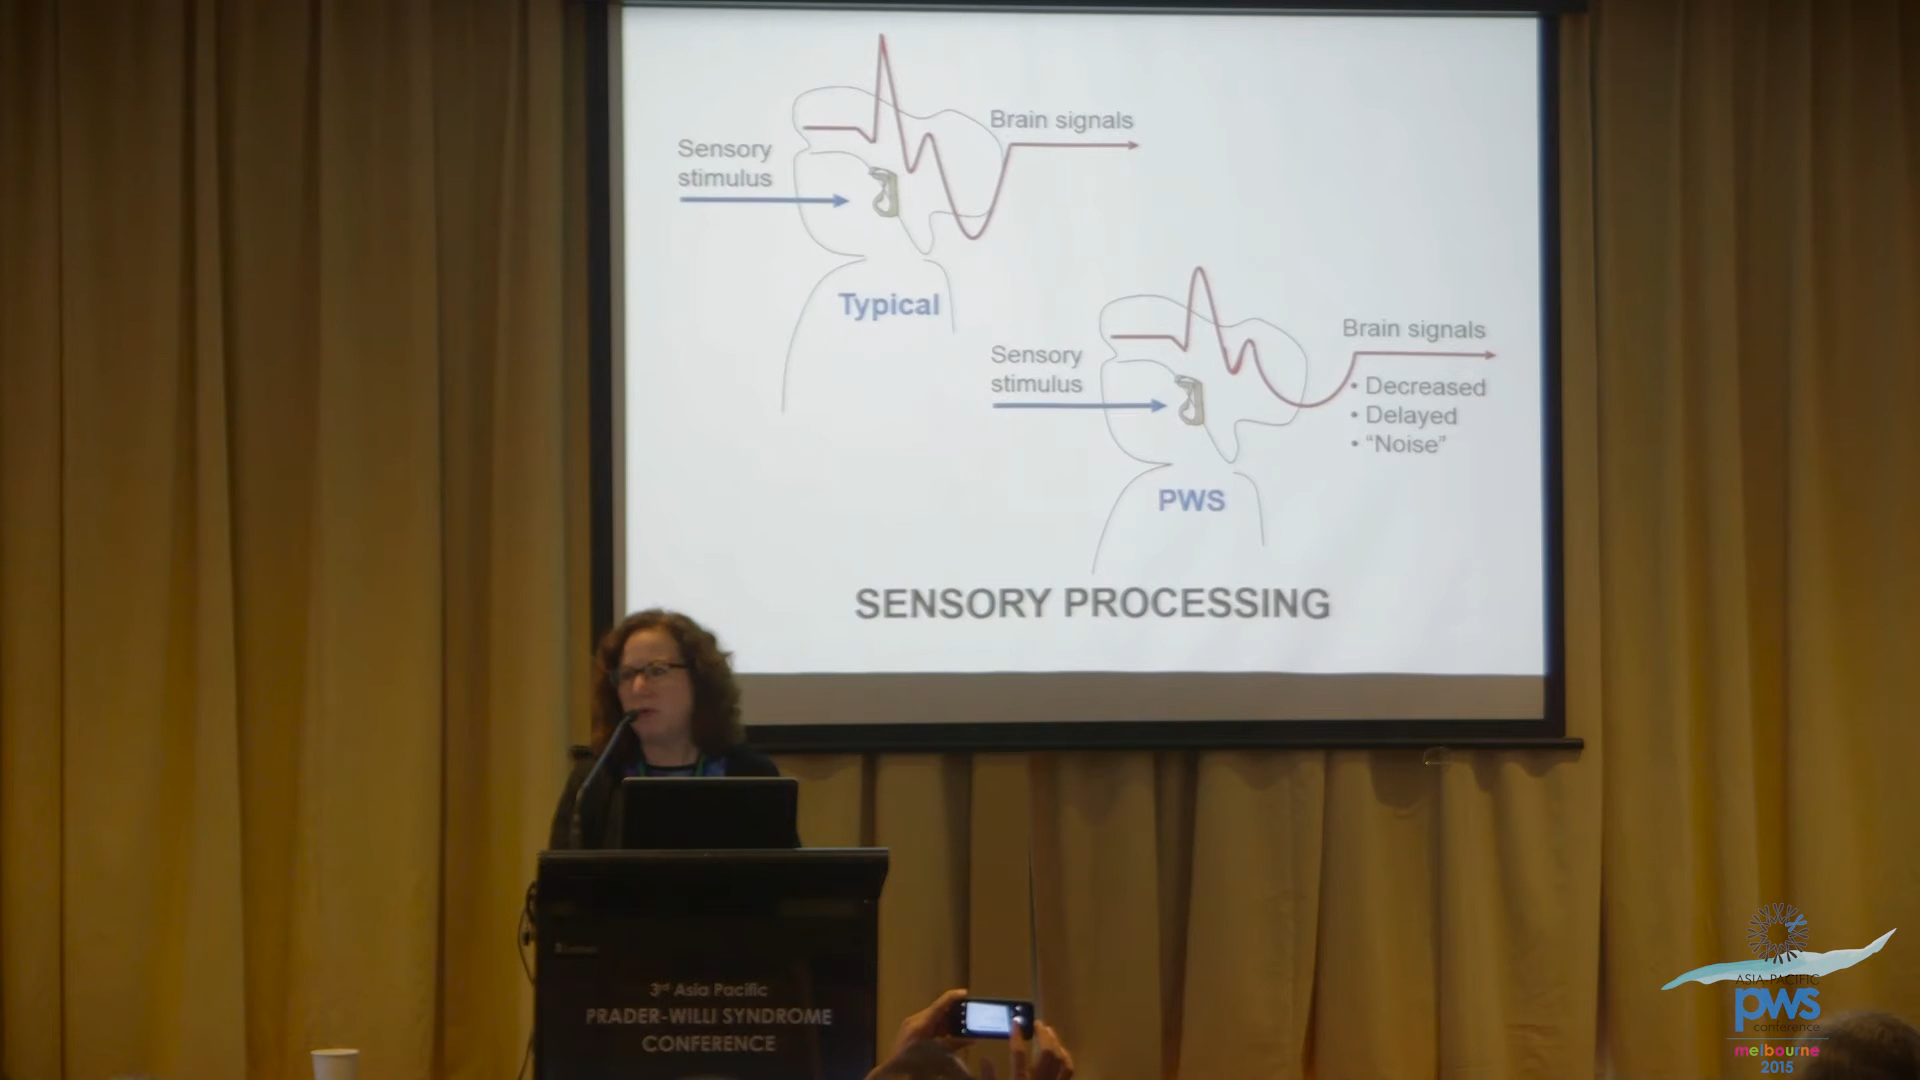 Brain signals
Sensory
stimulus
Typical
Brain signals
Sensory
stimulus
• Decreased
• Delayed
• “Noise”
PWS
SENSORY PROCESSING
3rd Asia Pacific
PRADER-WILLI SYNDROME
CONFERENCE
ASIA-PACIFIC
pws
conference
melbourne
2015